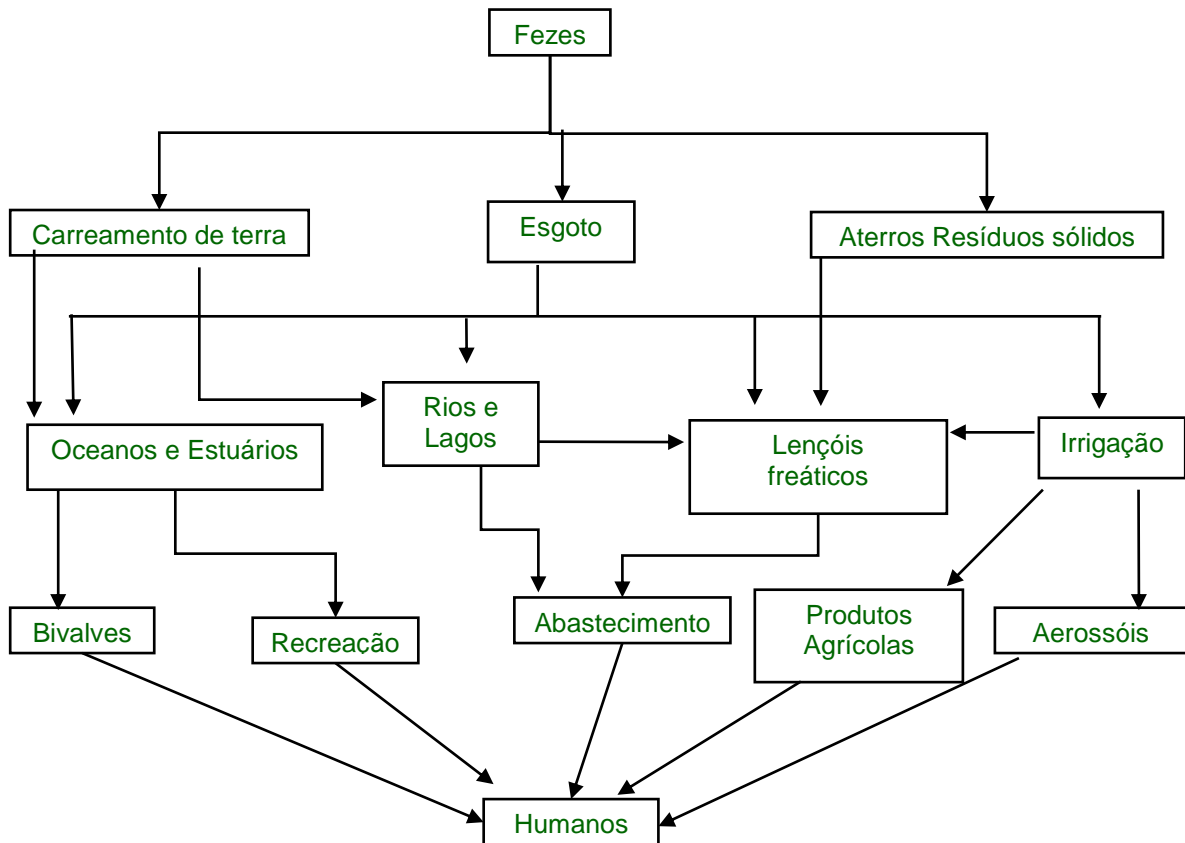 Fezes
Carreamento de terra
Esgoto
Aterros Resíduos sólidos
Oceanos e Estuários
Rios e
Lagos
Lençóis
freáticos
Irrigação
Bivalves
Recreação
Abastecimento
Produtos
Agrícolas
Aerossóis
Humanos